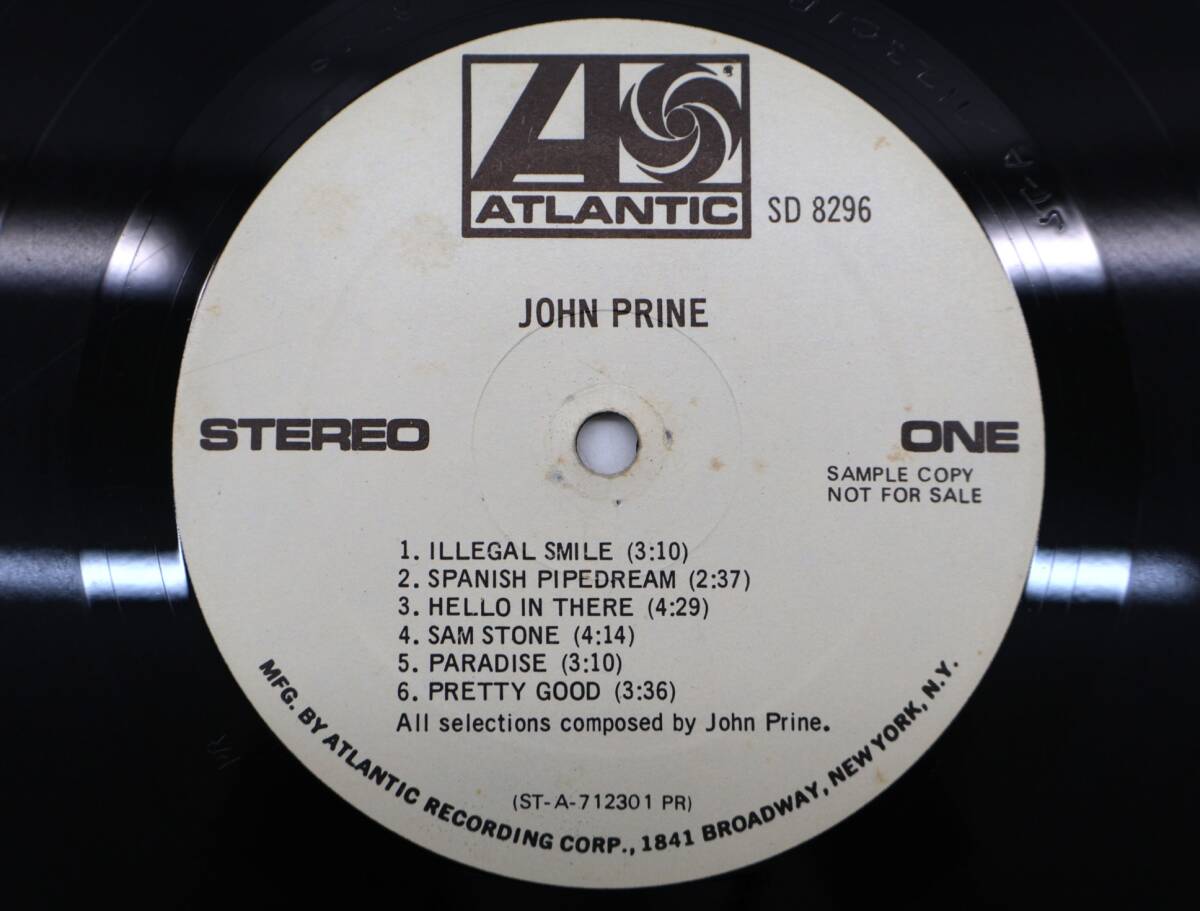 ATLANTIC
SD 8296
JOHN PRINE
STEREO
ONE
SAMPLE COPY
NOT FOR SALE
1. ILLEGAL SMILE (3:10)
2. SPANISH PIPEDREAM (2:37)
3. HELLO IN THERE (4:29)
4. SAM STONE (4:14)
5. PARADISE (3:10)
6. PRETTY GOOD (3:36)
All selections composed by John Prine.
(ST-A-712301 PR)
MFG. BY ATLANTIC RECORDING CORP., 1841 BROADWAY, NEW YORK, N.Y.